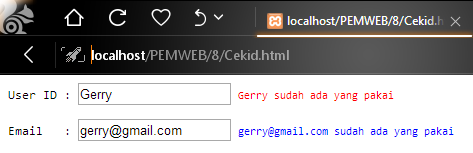 localhost/PEMWEB/8/Cekid.h
localhost/PEMWEB/8/Cekid.html
User ID : Gerry Gerry sudah ada yang pakai
Email : gerry@gmail.com gerry@gmail.com sudah ada yang pakai